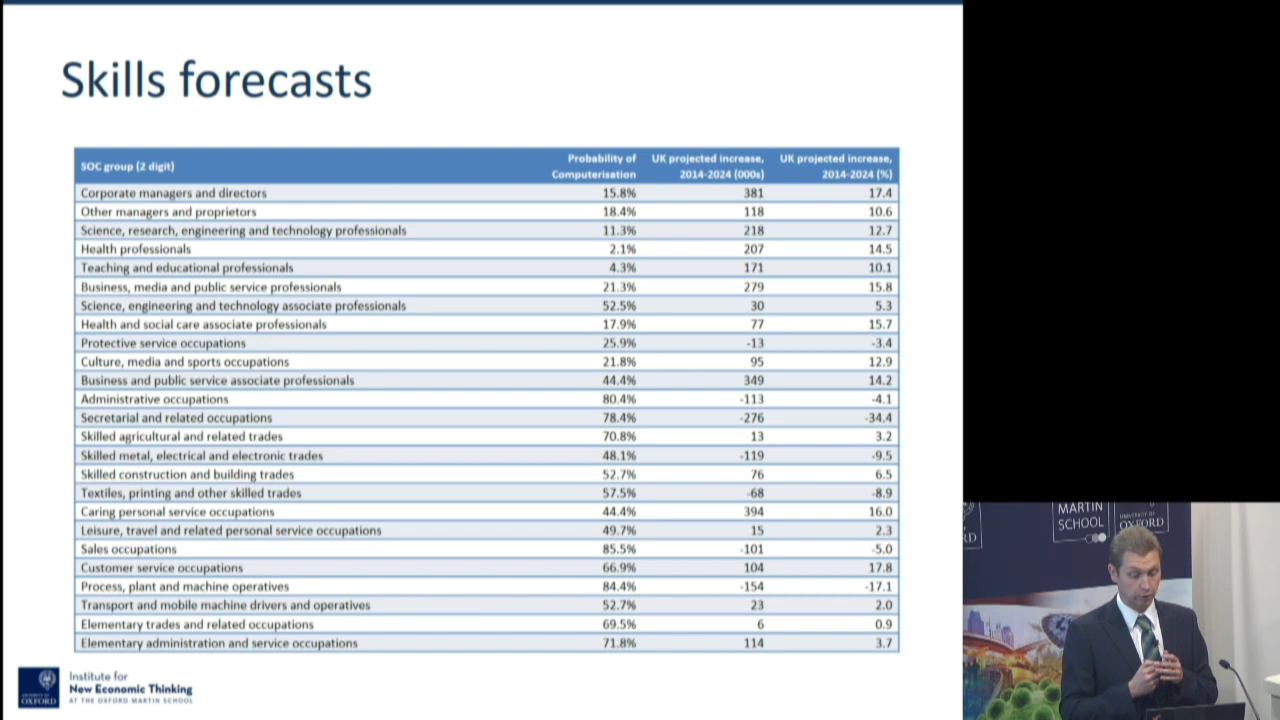 Skills forecasts
SOC group (2 digit) Probability of Computerisation UK projected increase, 2014-2024 (000s) UK projected increase, 2014-2024 (%)
Corporate managers and directors 15.8% 381 17.4
Other managers and proprietors 18.4% 118 10.6
Science, research, engineering and technology professionals 11.3% 218 12.7
Health professionals 2.1% 207 14.5
Teaching and educational professionals 4.3% 171 10.1
Business, media and public service professionals 21.3% 279 15.8
Science, engineering and technology associate professionals 52.5% 30 5.3
Health and social care associate professionals 17.9% 77 15.7
Protective service occupations 25.9% -13 -3.4
Culture, media and sports occupations 21.8% 95 12.9
Business and public service associate professionals 44.4% 349 14.2
Administrative occupations 80.4% -113 -4.1
Secretarial and related occupations 78.4% -276 -34.4
Skilled agricultural and related trades 70.8% 13 3.2
Skilled metal, electrical and electronic trades 48.1% -119 -9.5
Skilled construction and building trades 52.7% 76 6.5
Textiles, printing and other skilled trades 57.5% -68 -8.9
Caring personal service occupations 44.4% 394 16.0
Leisure, travel and related personal service occupations 49.7% 15 2.3
Sales occupations 85.5% -101 -5.0
Customer service occupations 66.9% 104 17.8
Process, plant and machine operatives 84.4% -154 -17.1
Transport and mobile machine drivers and operatives 52.7% 23 2.0
Elementary trades and related occupations 69.5% 6 0.9
Elementary administration and service occupations 71.8% 114 3.7
UNIVERSITY OF
OXFORD
Institute for
New Economic Thinking
AT THE OXFORD MARTIN SCHOOL
RD
MARTIN
SCHOOL
UNIVERSITY OF
OXFORD